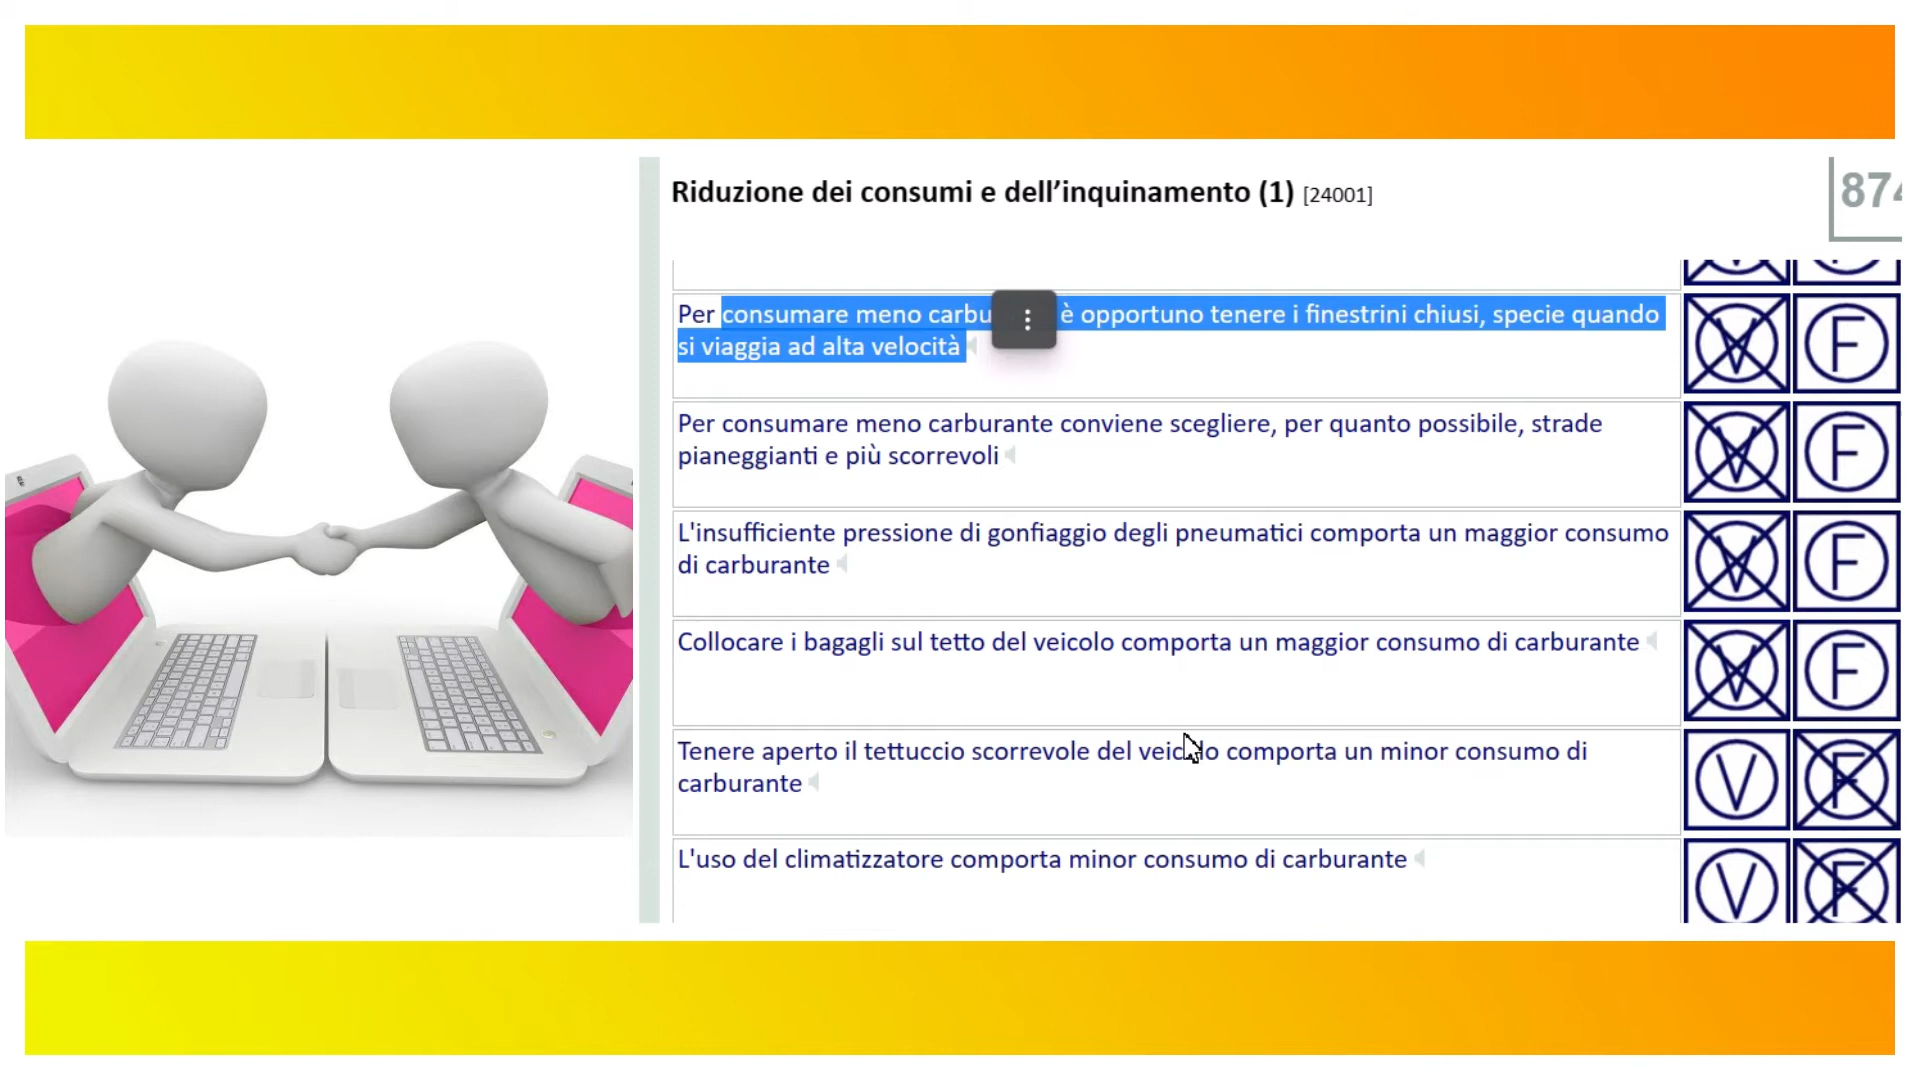 Riduzione dei consumi e dell’inquinamento (1) [24001]
874
Per consumare meno è opportuno tenere i finestrini chiusi, specie quando
si viaggia ad alta velocità
V F
Per consumare meno carburante conviene scegliere, per quanto possibile, strade
pianeggianti e più scorrevoli
V F
L'insufficiente pressione di gonfiaggio degli pneumatici comporta un maggior consumo
di carburante
V F
Collocare i bagagli sul tetto del veicolo comporta un maggior consumo di carburante
V F
Tenere aperto il tettuccio scorrevole del veicolo comporta un minor consumo di
carburante
V F
L'uso del climatizzatore comporta minor consumo di carburante
V F